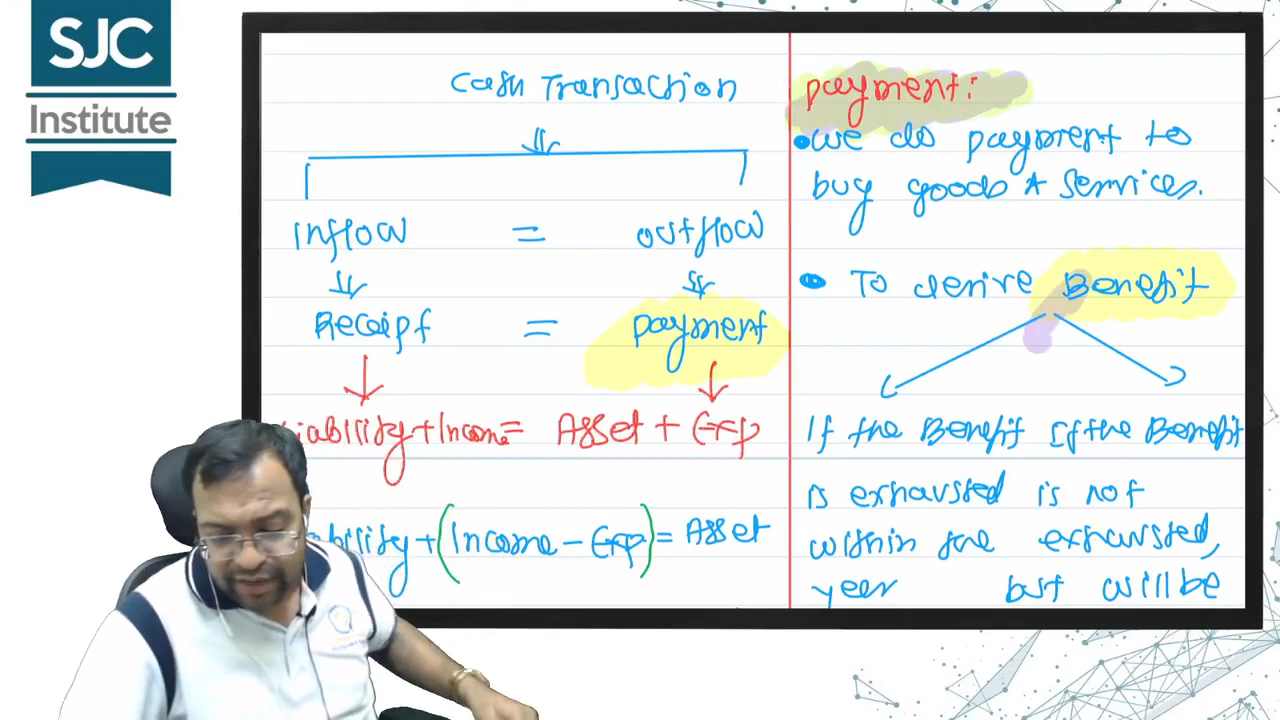 SJC
Institute
Cash Transaction
Inflow = outflow
Receipt = payment
iability + Income = Asset + Exp
ability + (Income - Exp) = Asset
payment:
• we do payment to
buy goods & services.
• To derive Benefit
If the Benefit
is exhausted
within the
year
If the Benefit
is not
exhausted,
but will be